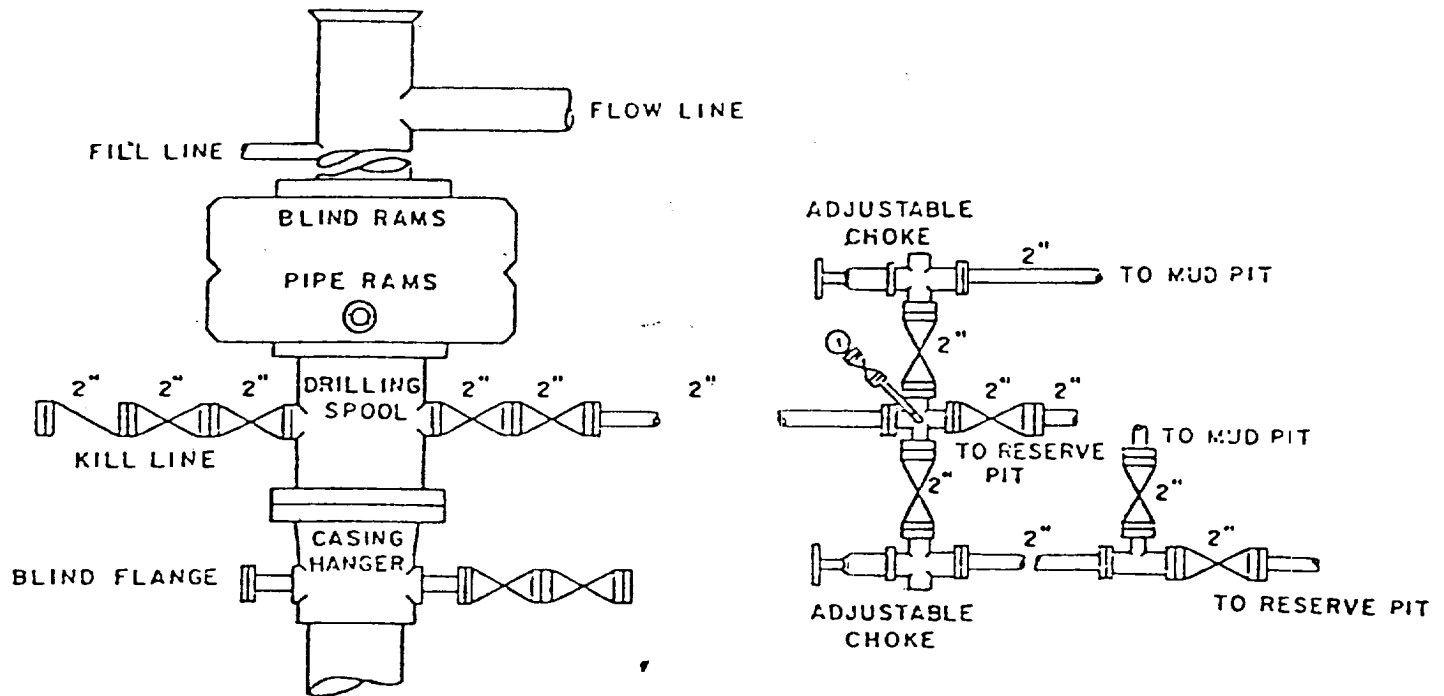 FLOW LINE
FILL LINE
BLIND RAMS
PIPE RAMS
2" 2" 2" DRILLING 2" 2" 2"
SPOOL
KILL LINE
CASING
HANGER
BLIND FLANGE
ADJUSTABLE
CHOKE
2"
TO MUD PIT
2"
2" 2"
TO RESERVE
PIT
TO MUD PIT
2"
2"
2"
2"
TO RESERVE PIT
ADJUSTABLE
CHOKE